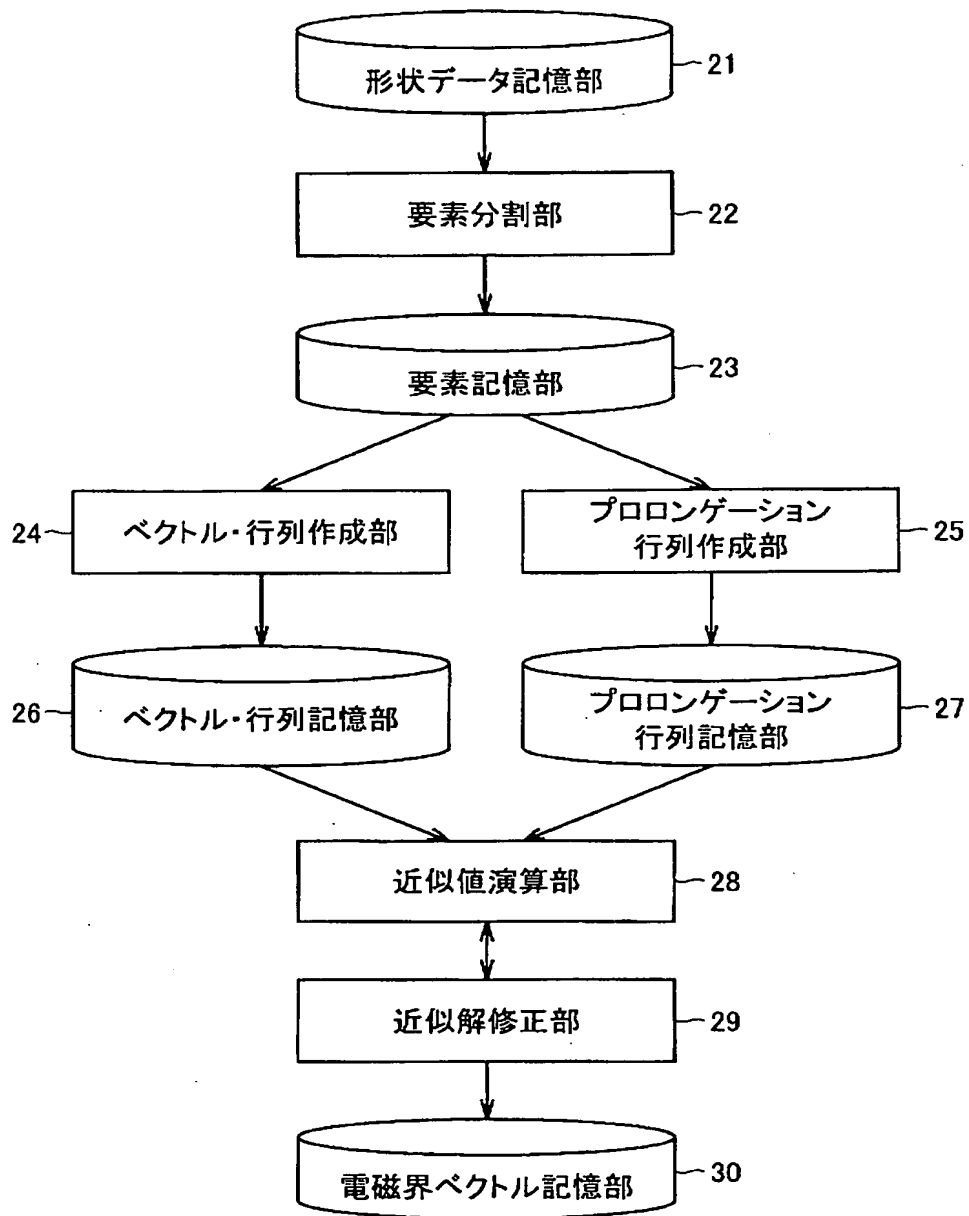 形状データ記憶部
21
要素分割部
22
要素記憶部
23
24
ベクトル・行列作成部
プロロンゲーション
行列作成部
25
26
ベクトル・行列記憶部
プロロンゲーション
行列記憶部
27
近似値演算部
28
近似解修正部
29
電磁界ベクトル記憶部
30